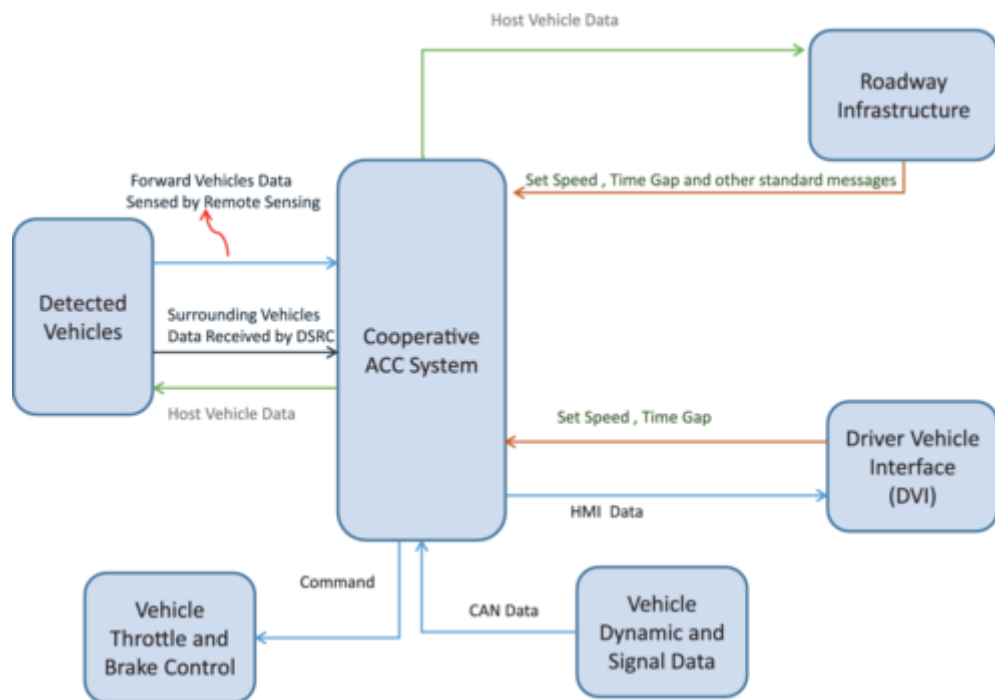 Host Vehicle Data
Roadway
Infrastructure
Forward Vehicles Data
Sensed by Remote Sensing
Set Speed , Time Gap and other standard messages
Detected
Vehicles
Surrounding Vehicles
Data Received by DSRC
Cooperative
ACC System
Host Vehicle Data
Set Speed , Time Gap
Driver Vehicle
Interface
(DVI)
HMI Data
Command
Vehicle
Throttle and
Brake Control
CAN Data
Vehicle
Dynamic and
Signal Data